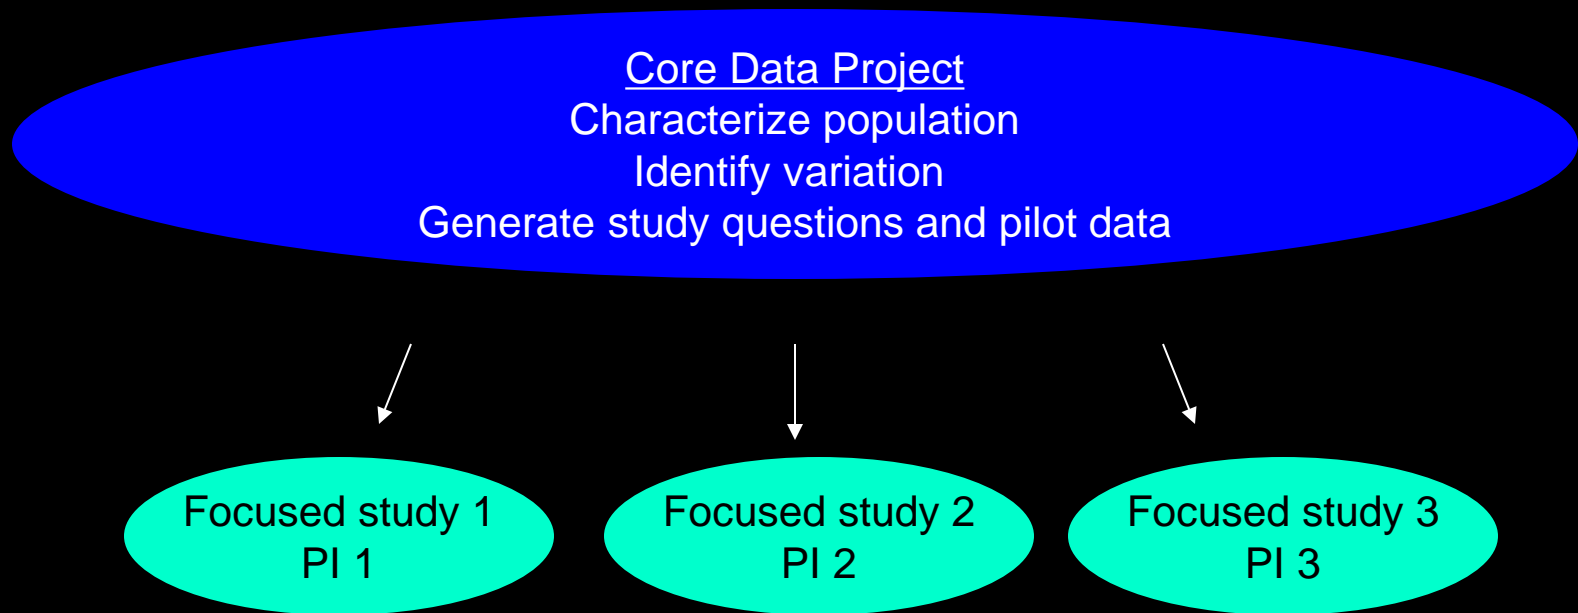 Core Data Project
Characterize population
Identify variation
Generate study questions and pilot data
Focused study 1
PI 1
Focused study 2
PI 2
Focused study 3
PI 3